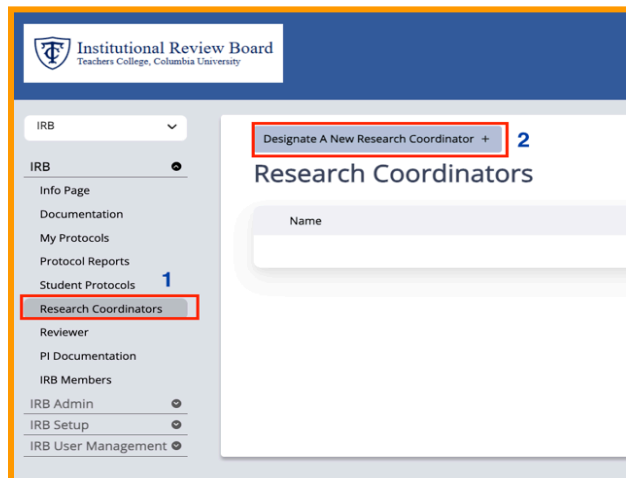 Institutional Review Board
Teachers College, Columbia University
IRB
IRB
Info Page
Documentation
My Protocols
Protocol Reports
Student Protocols 1
Research Coordinators
Reviewer
PI Documentation
IRB Members
IRB Admin
IRB Setup
IRB User Management
Designate A New Research Coordinator + 2
Research Coordinators
Name